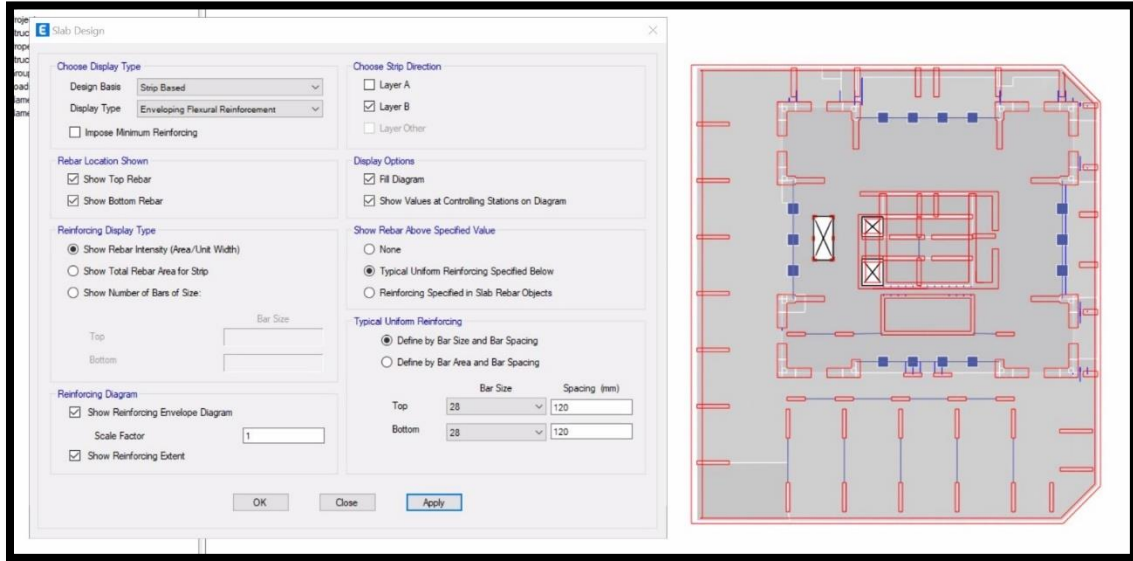 Slab Design
Choose Display Type
Design Basis Strip Based
Display Type Enveloping Flexural Reinforcement
Impose Minimum Reinforcing
Rebar Location Shown
Show Top Rebar
Show Bottom Rebar
Reinforcing Display Type
Show Rebar Intensity (Area/Unit Width)
Show Total Rebar Area for Strip
Show Number of Bars of Size:
Bar Size
Top
Bottom
Reinforcing Diagram
Show Reinforcing Envelope Diagram
Scale Factor 1
Show Reinforcing Extent
Choose Strip Direction
Layer A
Layer B
Layer Other
Display Options
Fill Diagram
Show Values at Controlling Stations on Diagram
Show Rebar Above Specified Value
None
Typical Uniform Reinforcing Specified Below
Reinforcing Specified in Slab Rebar Objects
Typical Uniform Reinforcing
Define by Bar Size and Bar Spacing
Define by Bar Area and Bar Spacing
Bar Size Spacing (mm)
Top 28 120
Bottom 28 120
OK Close Apply